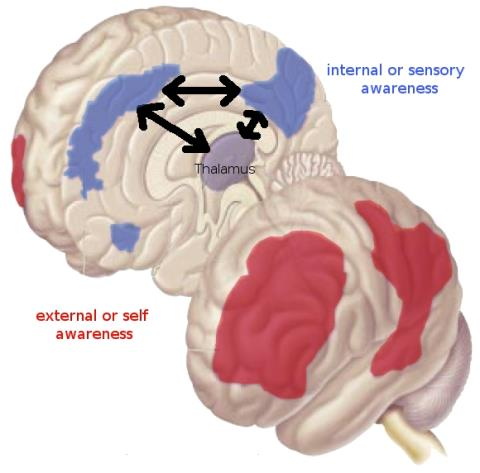 internal or sensory
awareness
Thalamus
external or self
awareness